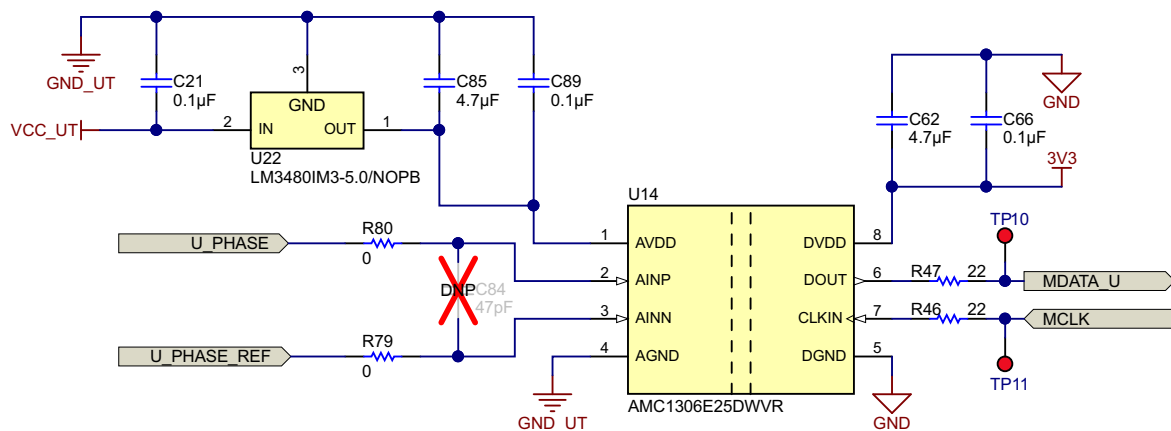 GND_UT
C21
0.1µF
VCC_UT
2
3
GND
IN
OUT
1
U22
LM3480IM3-5.0/NOPB
C85
4.7µF
C89
0.1µF
C62
4.7µF
C66
0.1µF
GND
3V3
U14
U_PHASE
R80
0
DNP
C84
47pF
U_PHASE_REF
R79
0
1
AVDD
2
AINP
3
AINN
4
AGND
GND_UT
DVDD
8
DOUT
6
CLKIN
7
DGND
5
AMC1306E25DWVR
R47
22
R46
22
TP10
MDATA_U
MCLK
TP11
GND